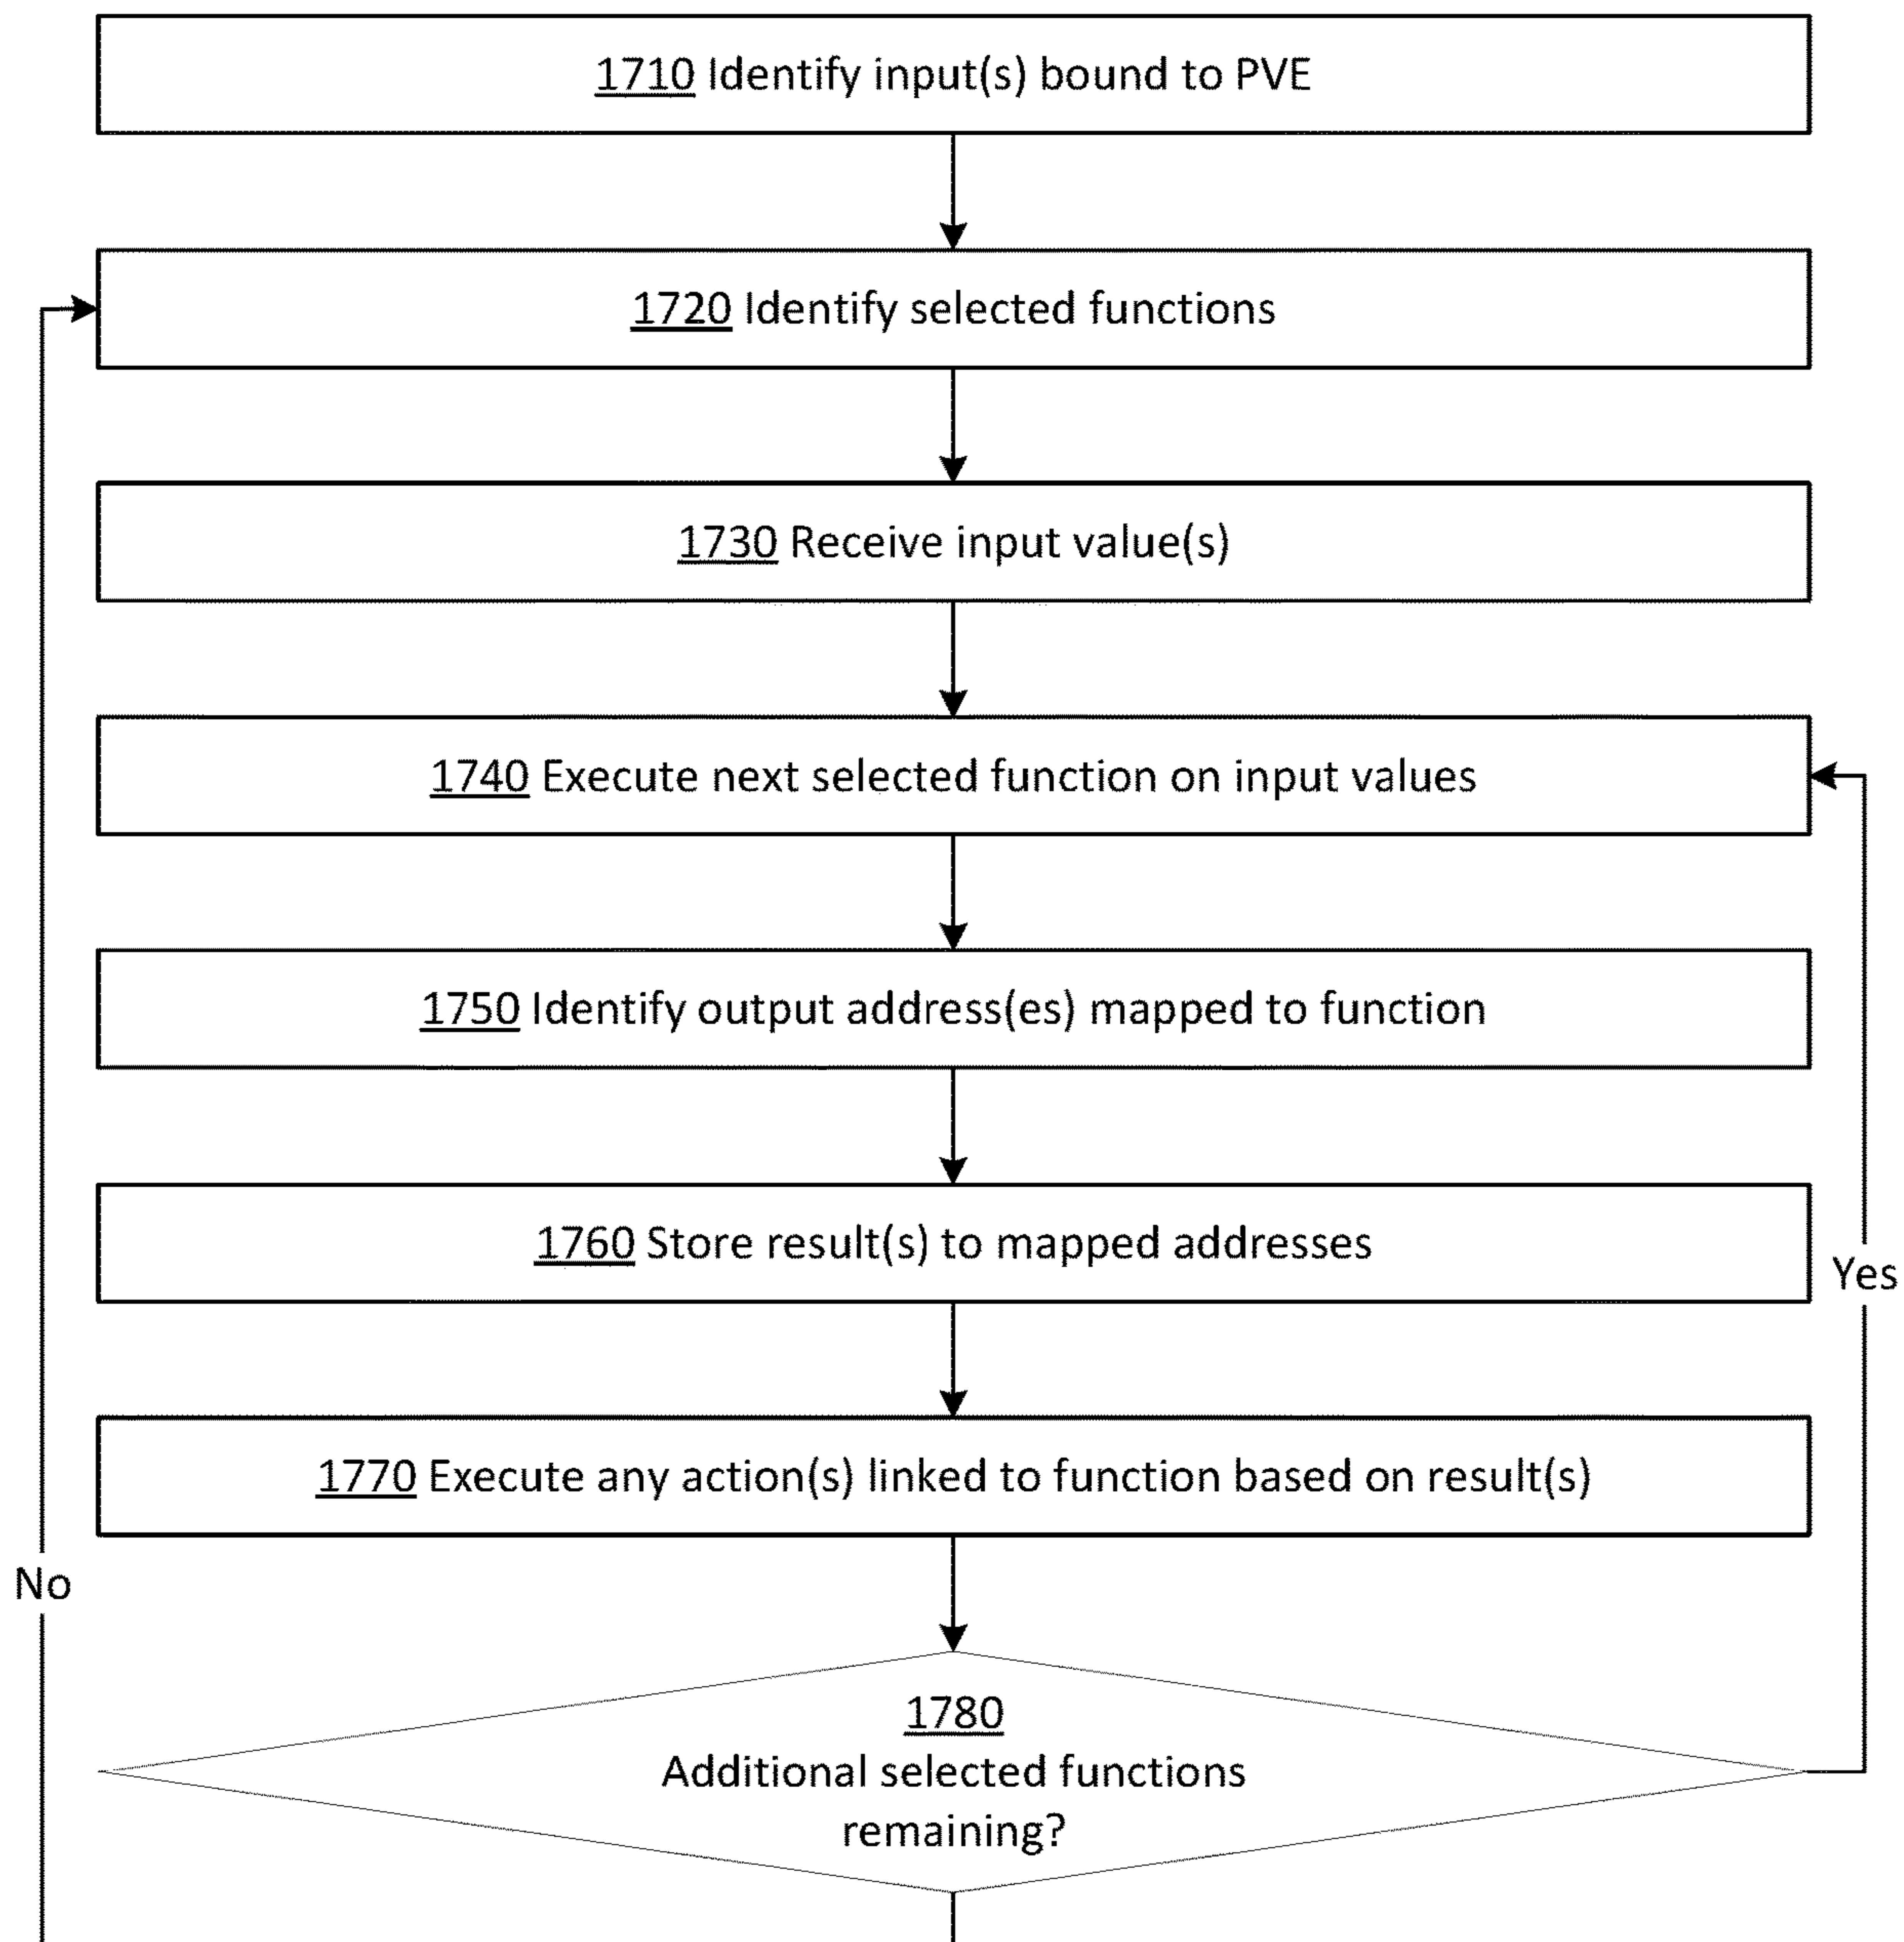 1710 Identify input(s) bound to PVE
1720 Identify selected functions
1730 Receive input value(s)
1740 Execute next selected function on input values
1750 Identify output address(es) mapped to function
1760 Store result(s) to mapped addresses
Yes
1770 Execute any action(s) linked to function based on result(s)
No
1780
Additional selected functions
remaining?